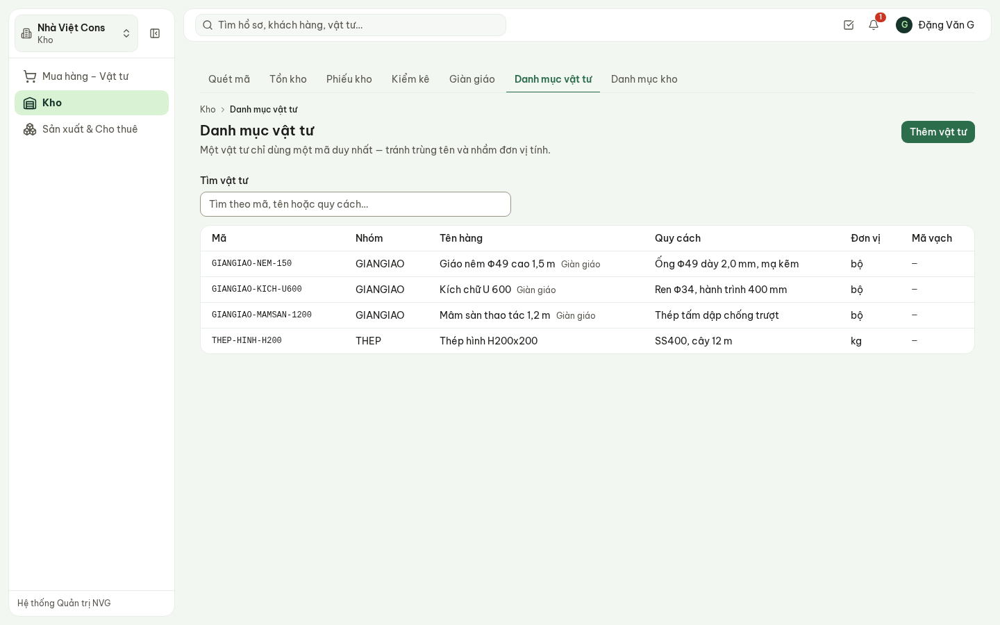 Nhà Việt Cons
Kho
Mua hàng – Vật tư
Kho
Sản xuất & Cho thuê
Hệ thống Quản trị NVG
Tìm hồ sơ, khách hàng, vật tư...
1
G
Đặng Văn G
Quét mã Tồn kho Phiếu kho Kiểm kê Giàn giáo Danh mục vật tư Danh mục kho
Kho > Danh mục vật tư
Danh mục vật tư
Thêm vật tư
Một vật tư chỉ dùng một mã duy nhất — tránh trùng tên và nhầm đơn vị tính.
Tìm vật tư
Tìm theo mã, tên hoặc quy cách...
Mã Nhóm Tên hàng Quy cách Đơn vị Mã vạch
GIANGIAO-NEM-150 GIANGIAO Giáo nêm Φ49 cao 1,5 m Giàn giáo Ống Φ49 dày 2,0 mm, mạ kẽm bộ –
GIANGIAO-KICH-U600 GIANGIAO Kích chữ U 600 Giàn giáo Ren Φ34, hành trình 400 mm bộ –
GIANGIAO-MAMSAN-1200 GIANGIAO Mâm sàn thao tác 1,2 m Giàn giáo Thép tấm dập chống trượt bộ –
THEP-HINH-H200 THEP Thép hình H200x200 SS400, cây 12 m kg –